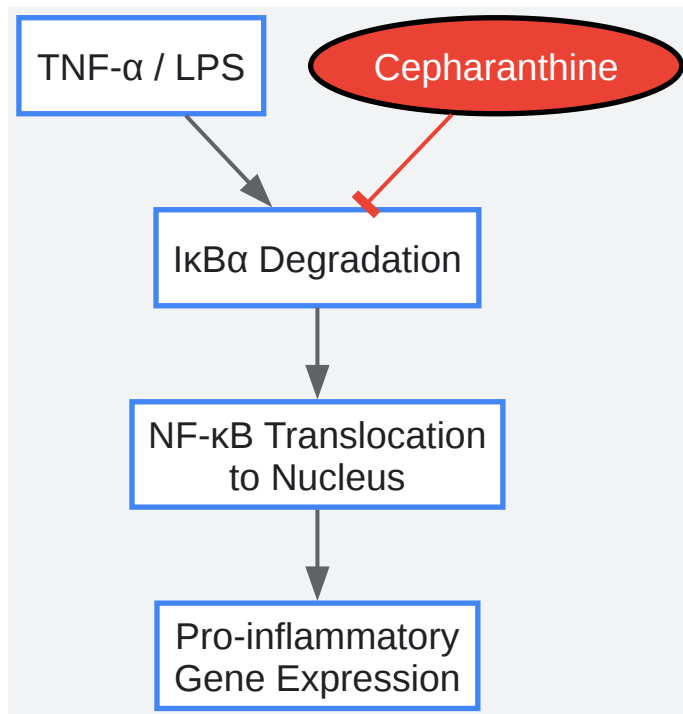 TNF-α / LPS
Cepharanthine
IκBα Degradation
NF-κB Translocation
to Nucleus
Pro-inflammatory
Gene Expression